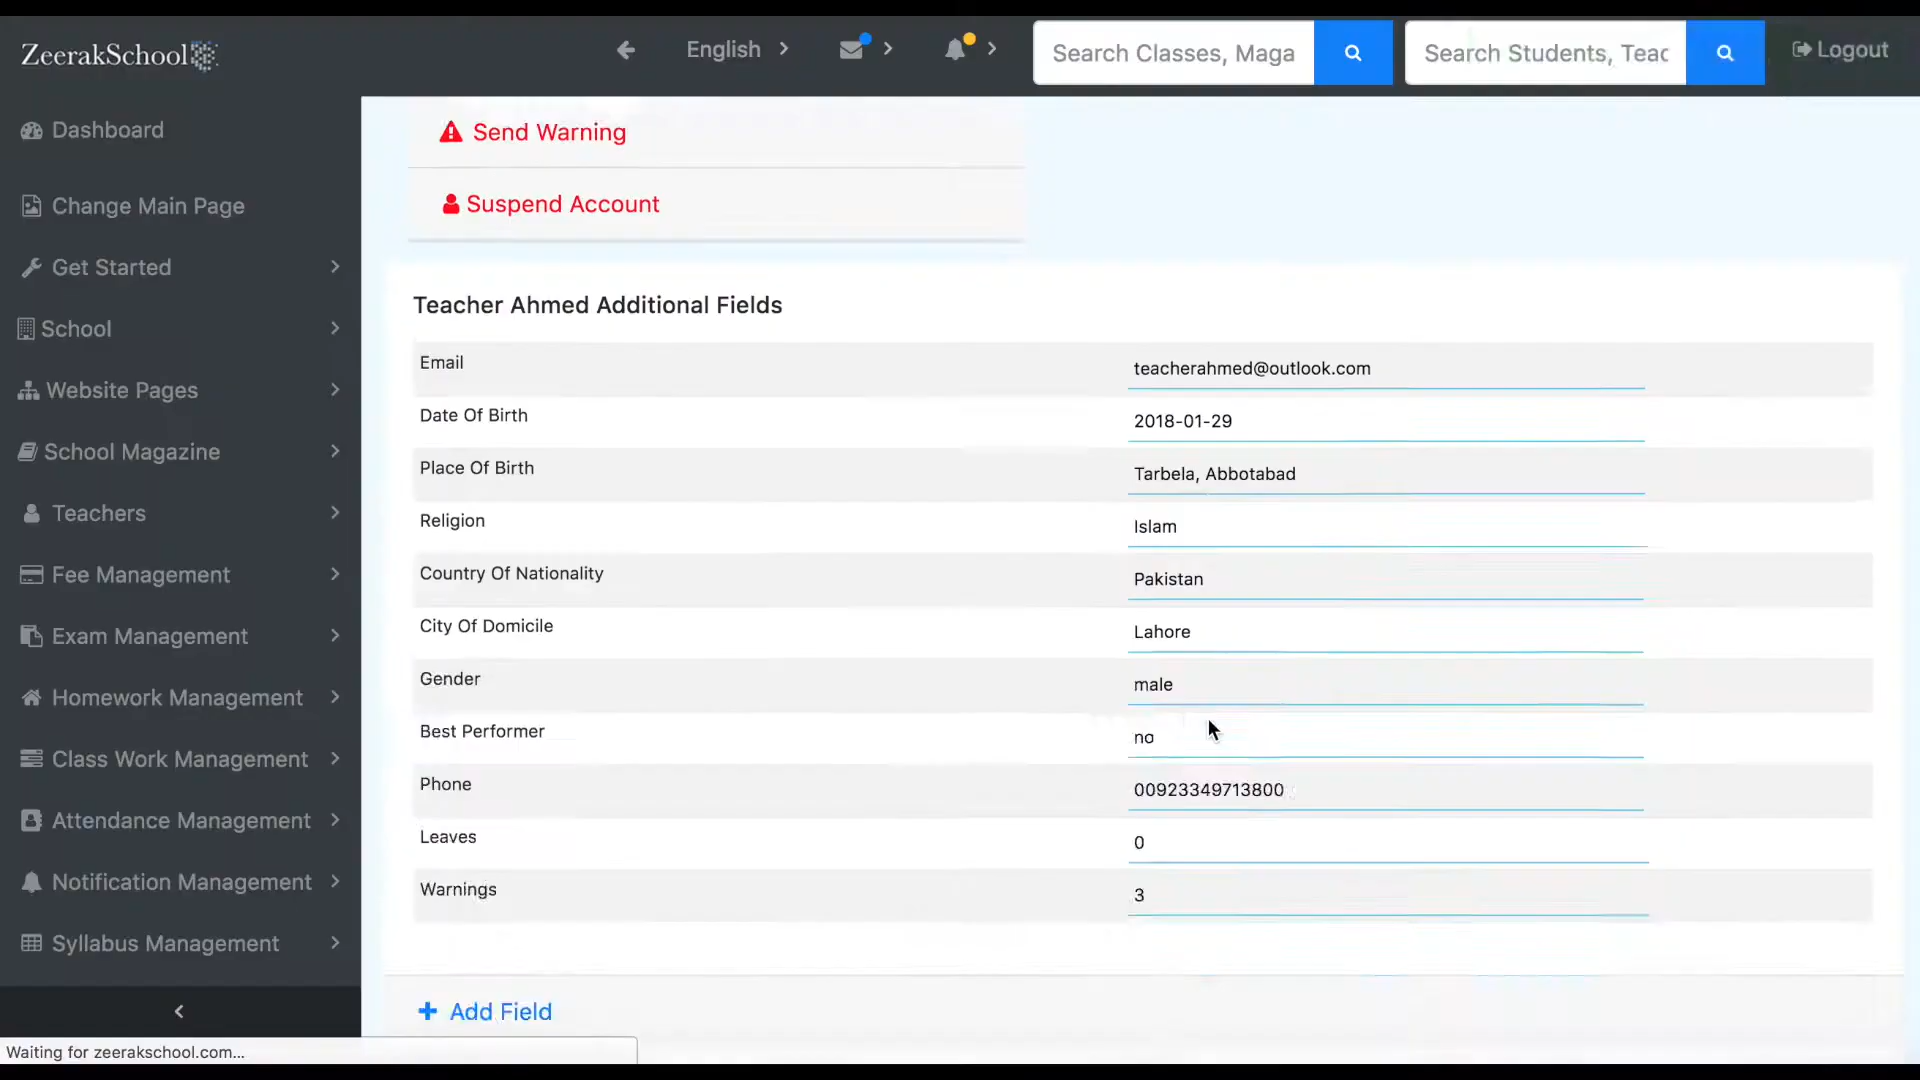 ZeerakSchool
English
Search Classes, Maga
Search Students, Teac
Logout
Dashboard
Change Main Page
Get Started
School
Website Pages
School Magazine
Teachers
Fee Management
Exam Management
Homework Management
Class Work Management
Attendance Management
Notification Management
Syllabus Management
Send Warning
Suspend Account
Teacher Ahmed Additional Fields
Email teacherahmed@outlook.com
Date Of Birth 2018-01-29
Place Of Birth Tarbela, Abbotabad
Religion Islam
Country Of Nationality Pakistan
City Of Domicile Lahore
Gender male
Best Performer no
Phone 00923349713800
Leaves 0
Warnings 3
Add Field
Waiting for zeerakschool.com...